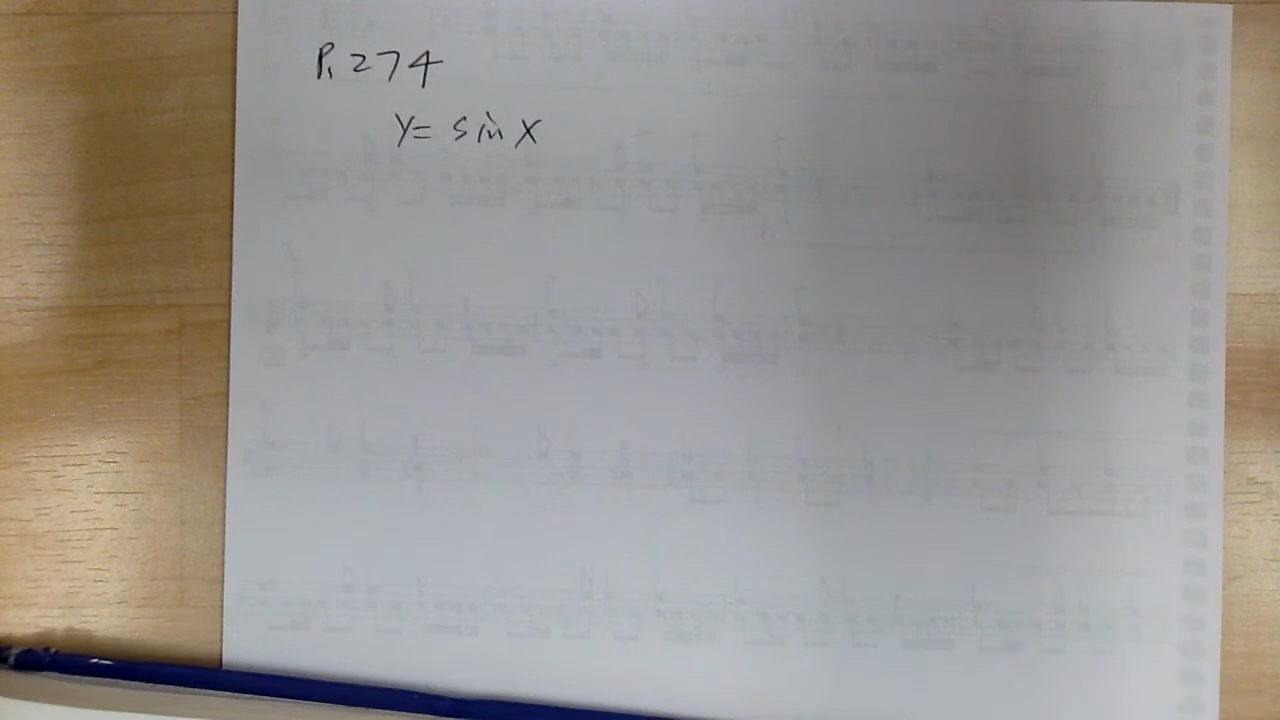 P. 274
y = sin x